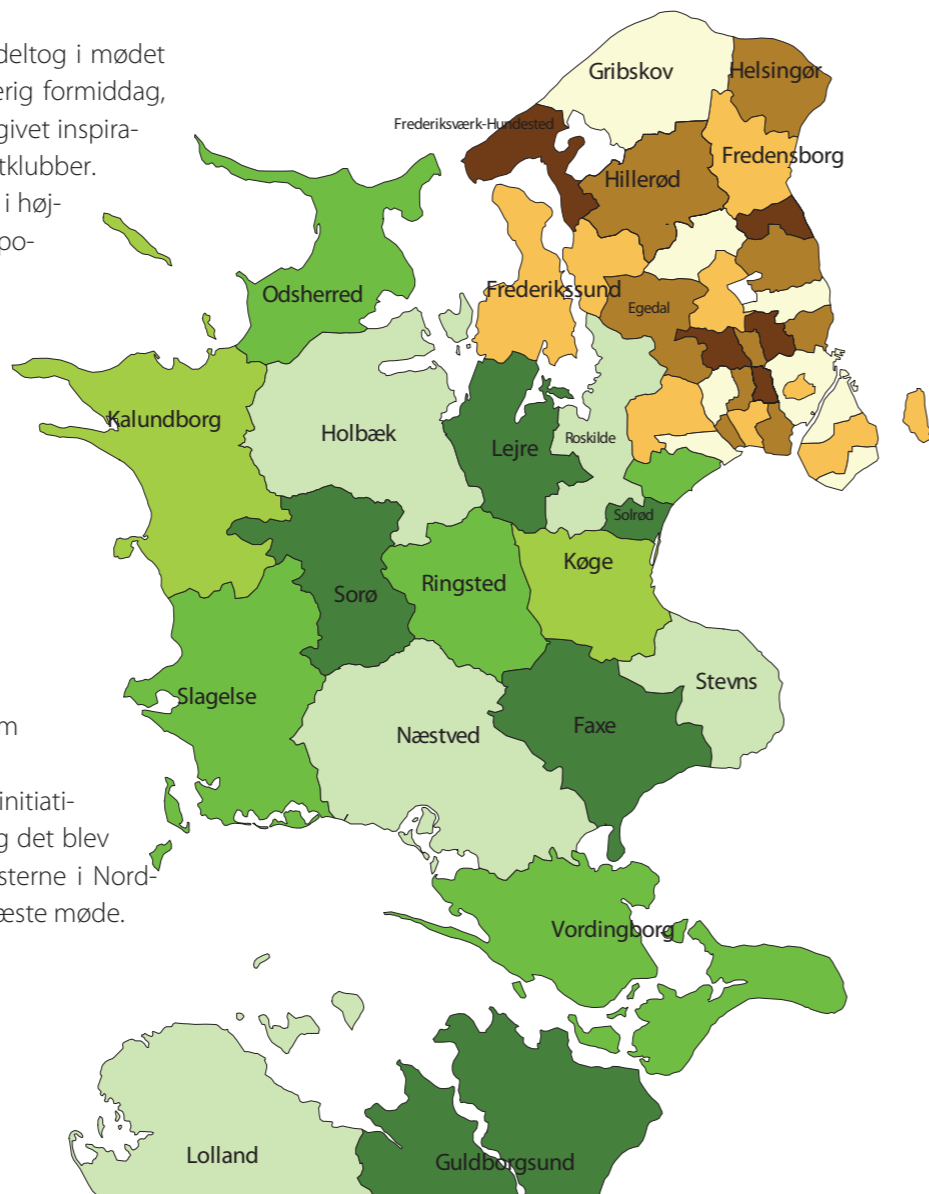 deltog i mødet
erig formiddag,
givet inspira-
tklubber.
i høj-
po-
m
initiati-
g det blev
sterne i Nord-
æste møde.
Gribskov
Helsingør
Frederiksværk-Hundested
Fredensborg
Hillerød
Odsherred
Frederikssund
Egedal
Kalundborg
Holbæk
Lejre
Roskilde
Solrød
Køge
Ringsted
Sorø
Stevns
Slagelse
Næstved
Faxe
Vordingborg
Lolland
Guldborgsund